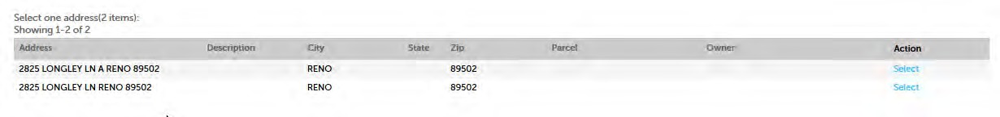 Select one address(2 items):
Showing 1-2 of 2
Address Description City State Zip Parcel Owner Action
2825 LONGLEY LN A RENO 89502 RENO 89502 Select
2825 LONGLEY LN RENO 89502 RENO 89502 Select